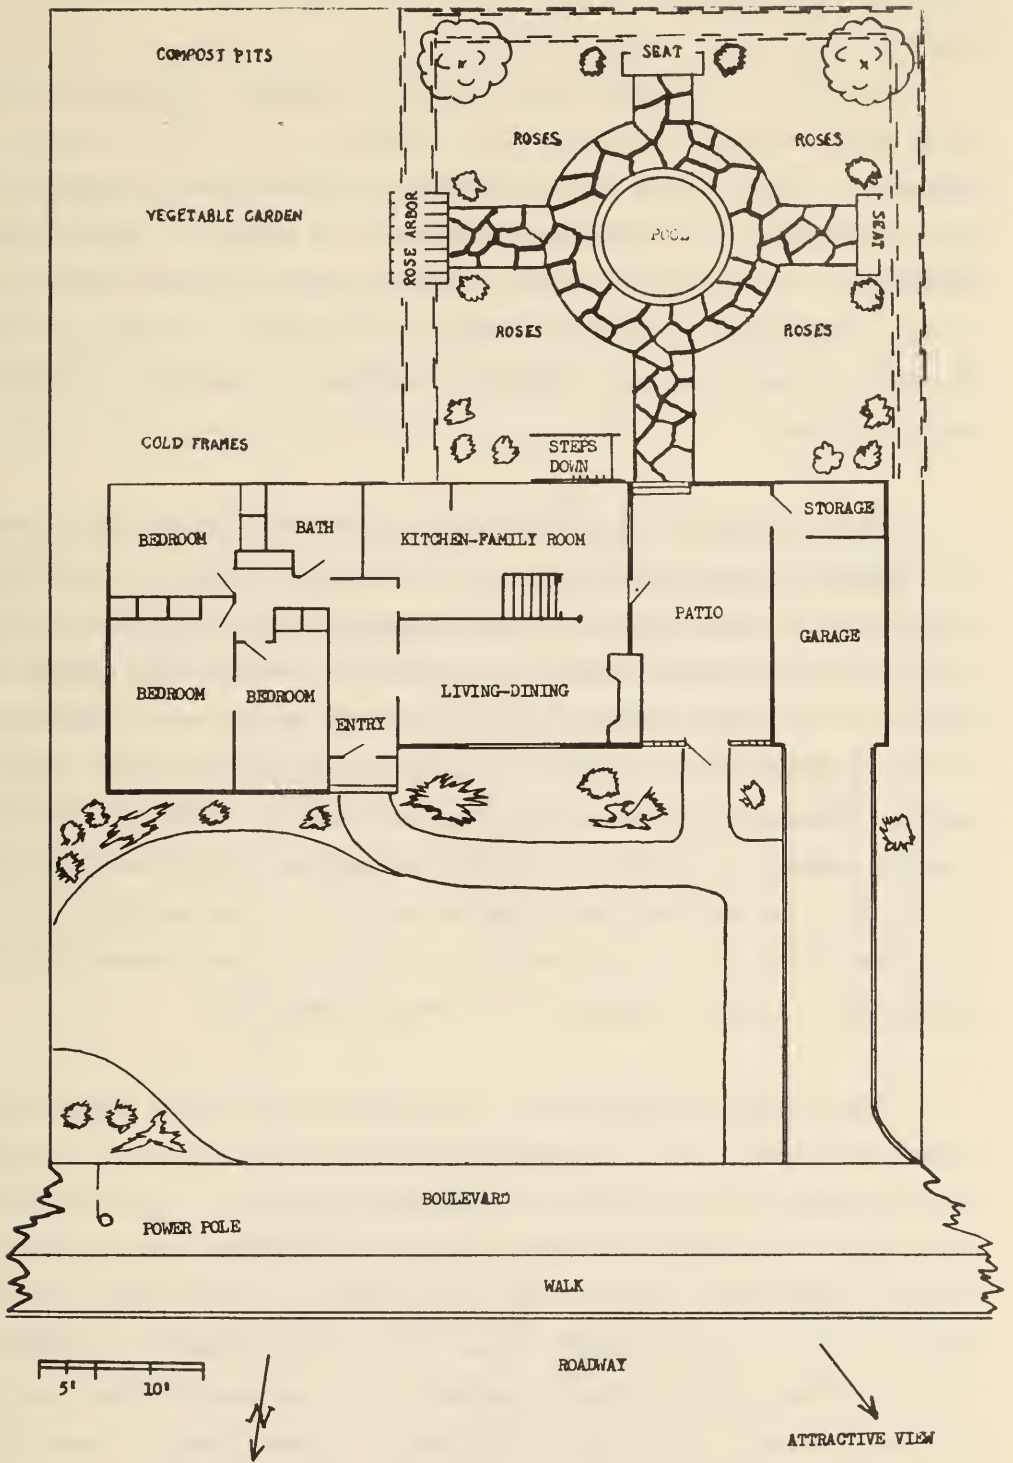 COMPOST PITS
SEAT
ROSES
ROSES
VEGETABLE GARDEN
ROSE ARBOR
POOL
SEAT
ROSES
ROSES
COLD FRAMES
STEPS
DOWN
BEDROOM
BATH
KITCHEN-FAMILY ROOM
STORAGE
PATIO
GARAGE
BEDROOM
BEDROOM
LIVING-DINING
ENTRY
BOULEVARD
POWER POLE
WALK
ROADWAY
5'
10'
N
ATTRACTIVE VIEW